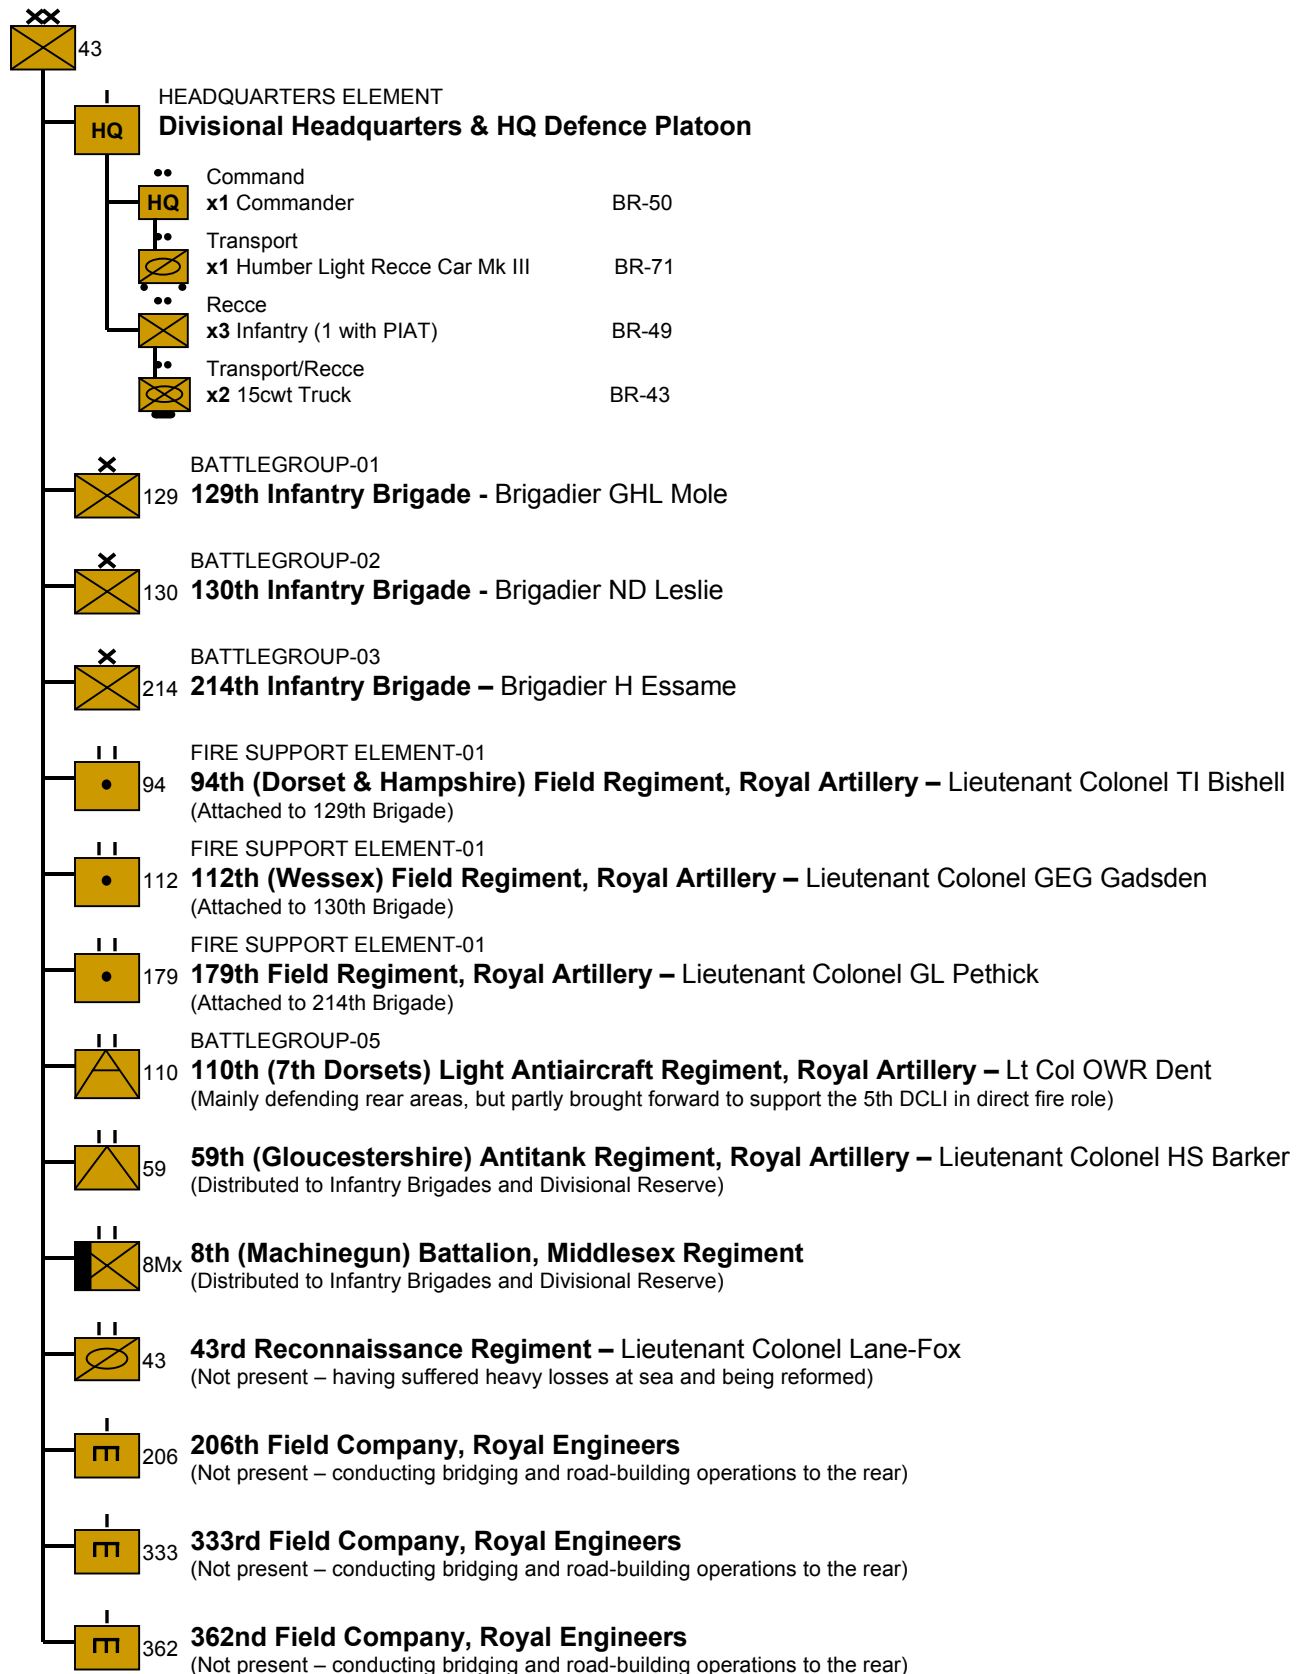 43
HEADQUARTERS ELEMENT
HQ Divisional Headquarters & HQ Defence Platoon
Command
HQ x1 Commander BR-50
Transport
x1 Humber Light Recce Car Mk III BR-71
Recce
x3 Infantry (1 with PIAT) BR-49
Transport/Recce
x2 15cwt Truck BR-43
BATTLEGROUP-01
129 129th Infantry Brigade - Brigadier GHL Mole
BATTLEGROUP-02
130 130th Infantry Brigade - Brigadier ND Leslie
BATTLEGROUP-03
214 214th Infantry Brigade – Brigadier H Essame
FIRE SUPPORT ELEMENT-01
94 94th (Dorset & Hampshire) Field Regiment, Royal Artillery – Lieutenant Colonel TI Bishell
(Attached to 129th Brigade)
FIRE SUPPORT ELEMENT-01
112 112th (Wessex) Field Regiment, Royal Artillery – Lieutenant Colonel GEG Gadsden
(Attached to 130th Brigade)
FIRE SUPPORT ELEMENT-01
179 179th Field Regiment, Royal Artillery – Lieutenant Colonel GL Pethick
(Attached to 214th Brigade)
BATTLEGROUP-05
110 110th (7th Dorsets) Light Antiaircraft Regiment, Royal Artillery – Lt Col OWR Dent
(Mainly defending rear areas, but partly brought forward to support the 5th DCLI in direct fire role)
59 59th (Gloucestershire) Antitank Regiment, Royal Artillery – Lieutenant Colonel HS Barker
(Distributed to Infantry Brigades and Divisional Reserve)
8Mx 8th (Machinegun) Battalion, Middlesex Regiment
(Distributed to Infantry Brigades and Divisional Reserve)
43 43rd Reconnaissance Regiment – Lieutenant Colonel Lane-Fox
(Not present – having suffered heavy losses at sea and being reformed)
206 206th Field Company, Royal Engineers
(Not present – conducting bridging and road-building operations to the rear)
333 333rd Field Company, Royal Engineers
(Not present – conducting bridging and road-building operations to the rear)
362 362nd Field Company, Royal Engineers
(Not present – conducting bridging and road-building operations to the rear)